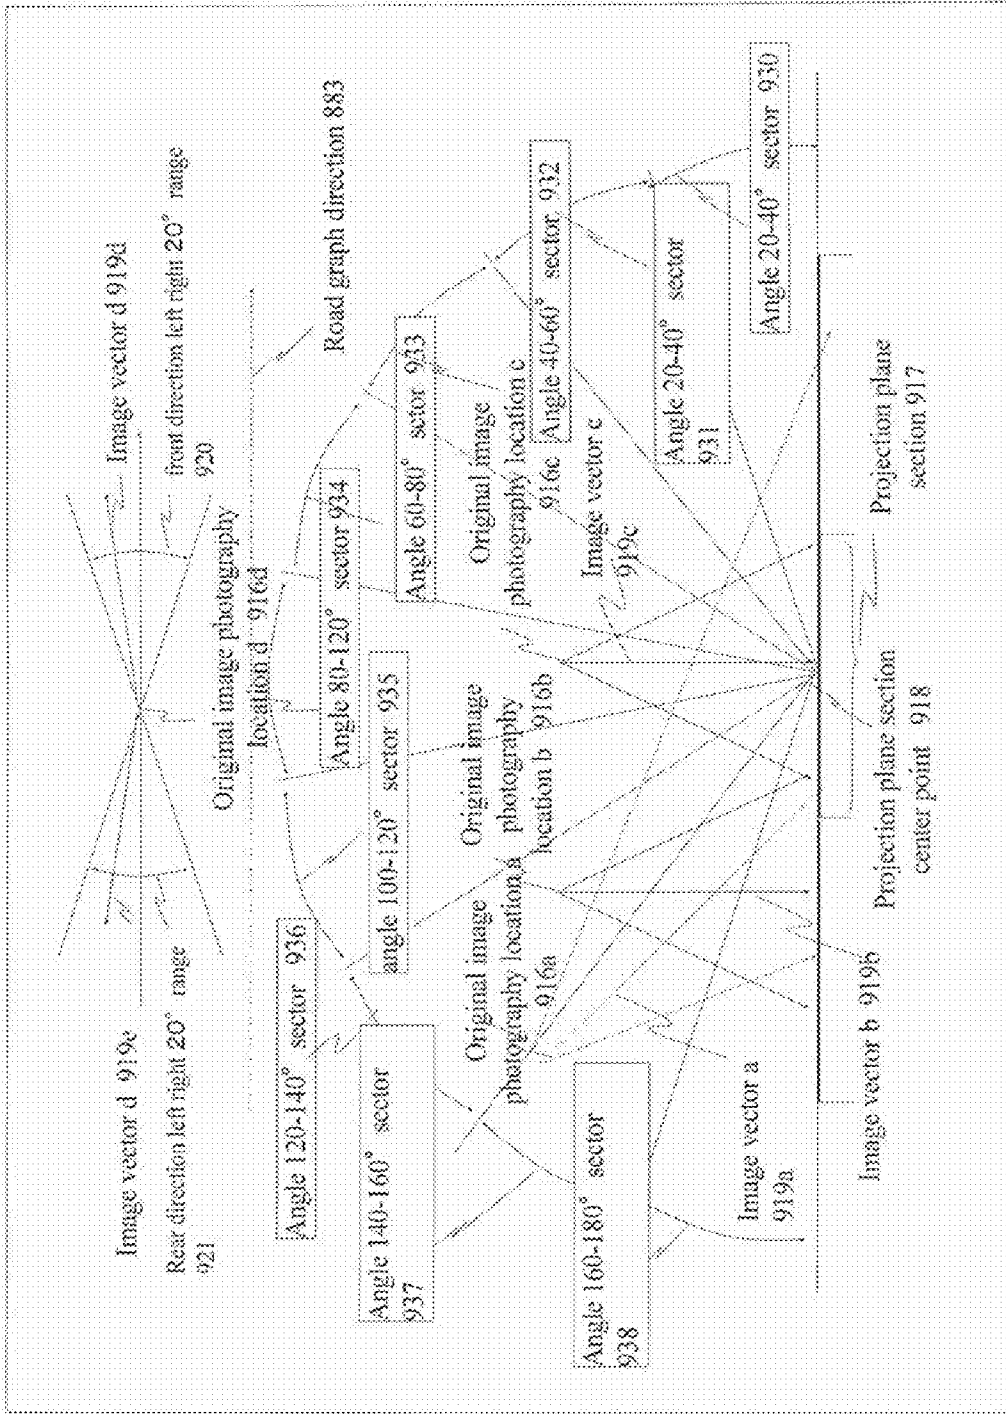 Image vector d 919e
Rear direction left right 20° range
921
Image vector d 919d
front direction left right 20° range
920
Original image photography
location d 916d
Road graph direction 883
Angle 120-140° sector 936
Angle 140-160° sector
937
angle 100-120° sector 935
Angle 80-120° sector 934
Angle 60-80° sctor 933
Original image
photography location a
916a
Original image
photography
location b 916b
Original image
photography location c
916c
Angle 40-60° sector 932
Image vector c
919c
Angle 160-180° sector
938
Angle 20-40° sector
931
Angle 20-40° sector 930
Image vector a
919a
Image vector b 919b
Projection plane section
center point 918
Projection plane
section 917